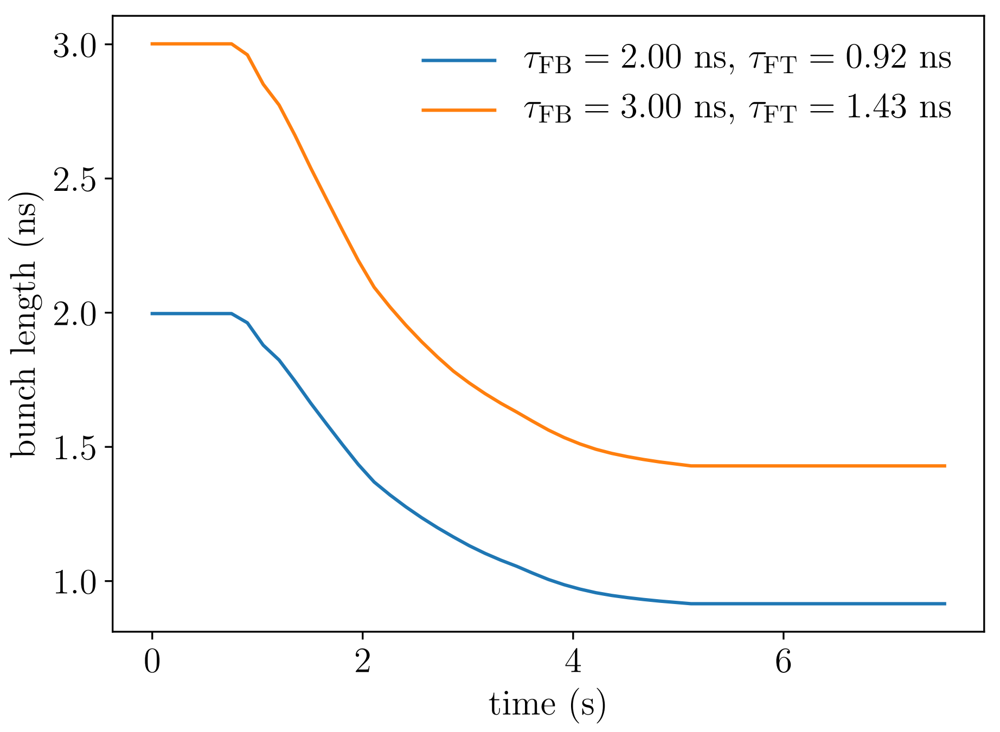 3.0
2.5
2.0
1.5
1.0
bunch length (ns)
τFB = 2.00 ns, τFT = 0.92 ns
τFB = 3.00 ns, τFT = 1.43 ns
0 2 4 6
time (s)